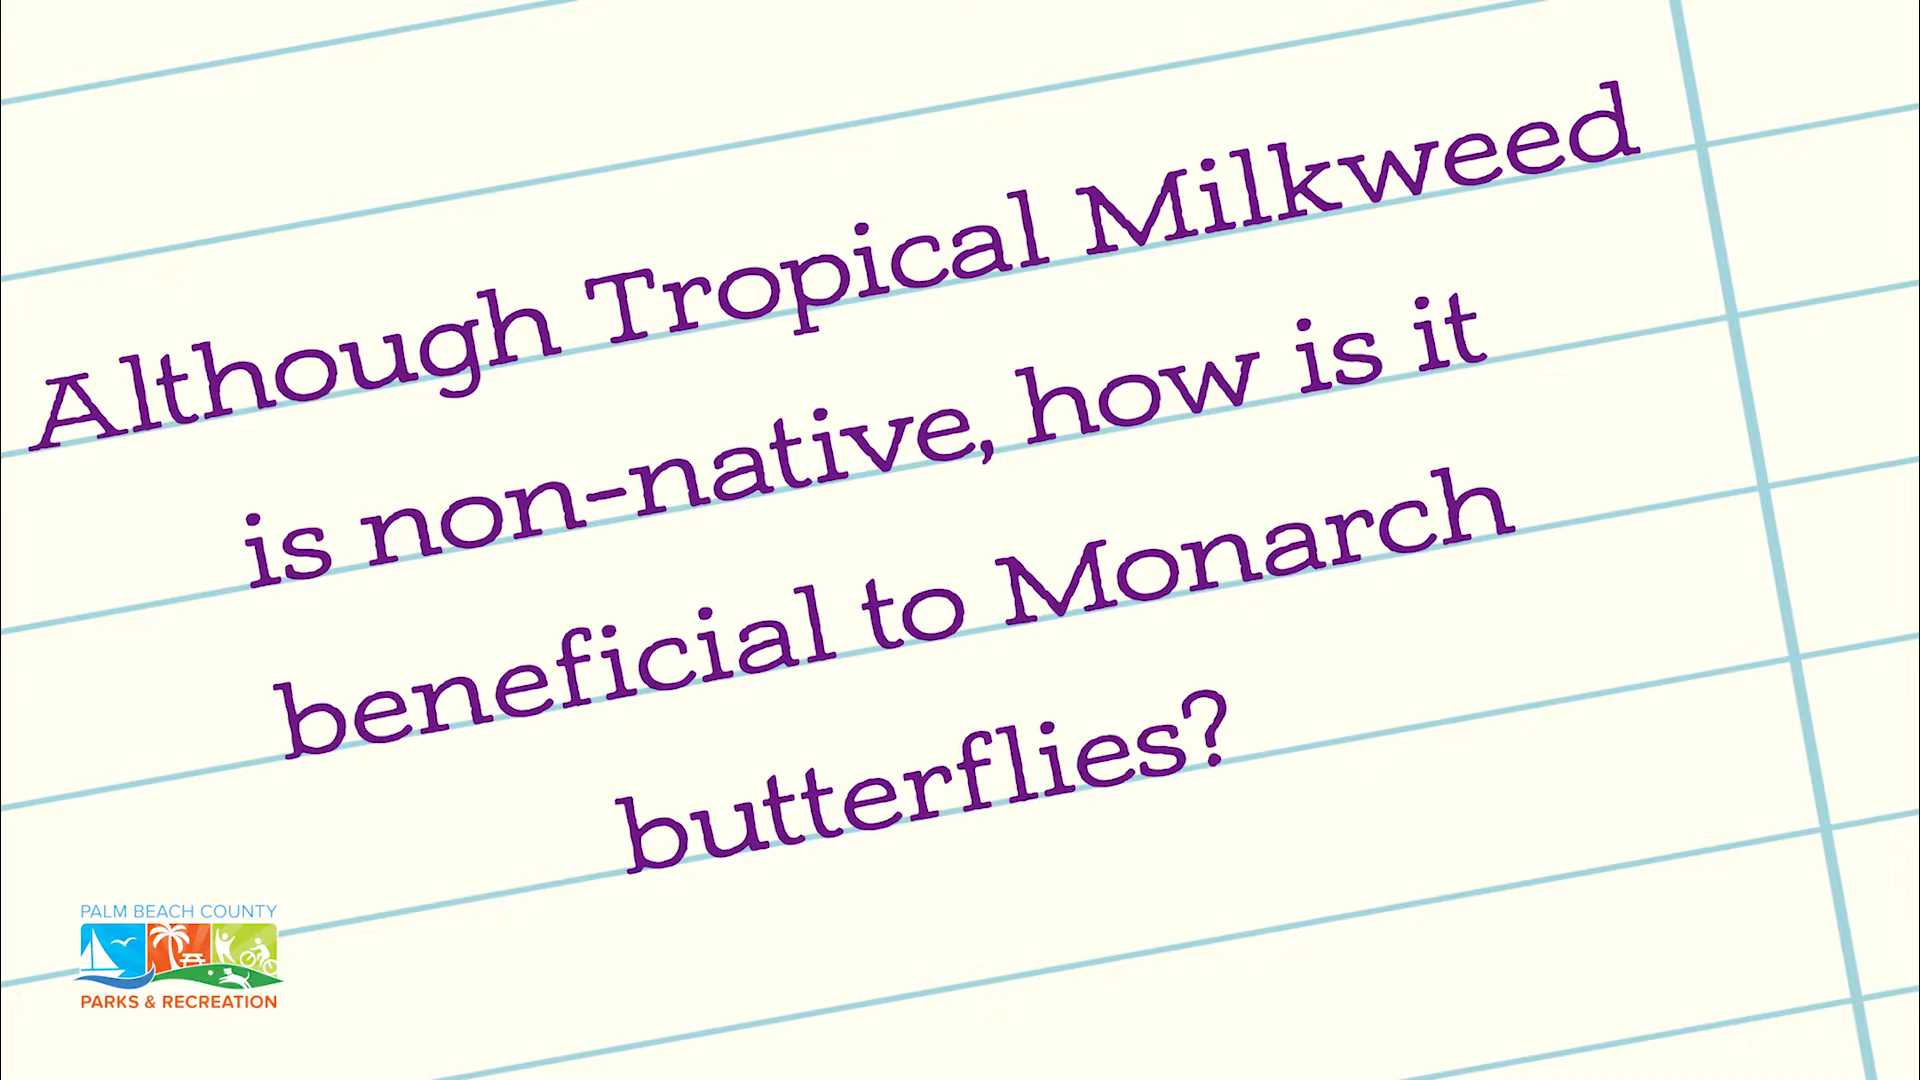 Although Tropical Milkweed
is non-native, how is it
beneficial to Monarch
butterflies?
PALM BEACH COUNTY
PARKS & RECREATION